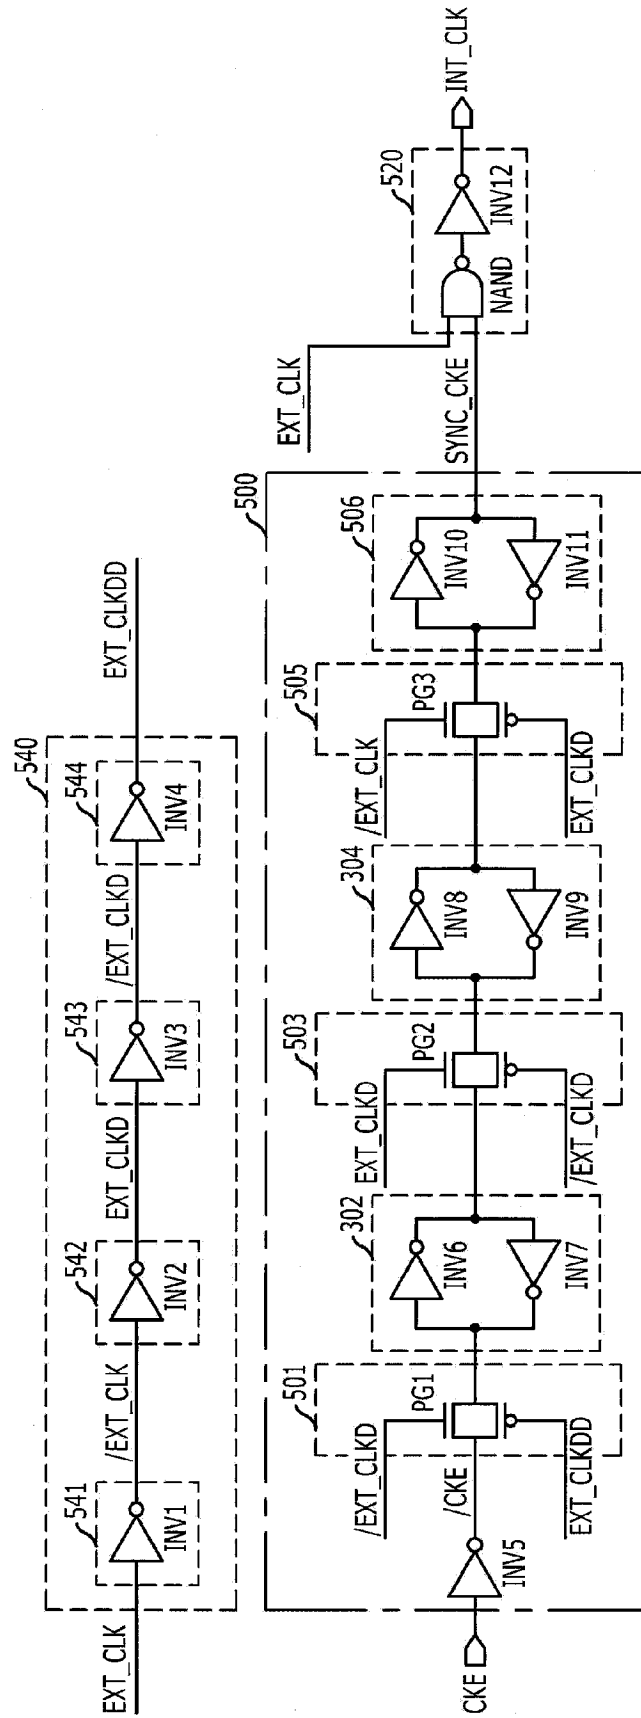 540
541
542
543
544
EXT_CLK
/EXT_CLK
EXT_CLKD
/EXT_CLKD
EXT_CLKDD
INV1
INV2
INV3
INV4
500
501
302
503
304
505
506
CKE
INV5
/CKE
/EXT_CLKD
PG1
EXT_CLKDD
INV6
INV7
EXT_CLKD
PG2
/EXT_CLKD
INV8
INV9
/EXT_CLK
PG3
EXT_CLKD
INV10
INV11
SYNC_CKE
EXT_CLK
520
NAND
INV12
INT_CLK